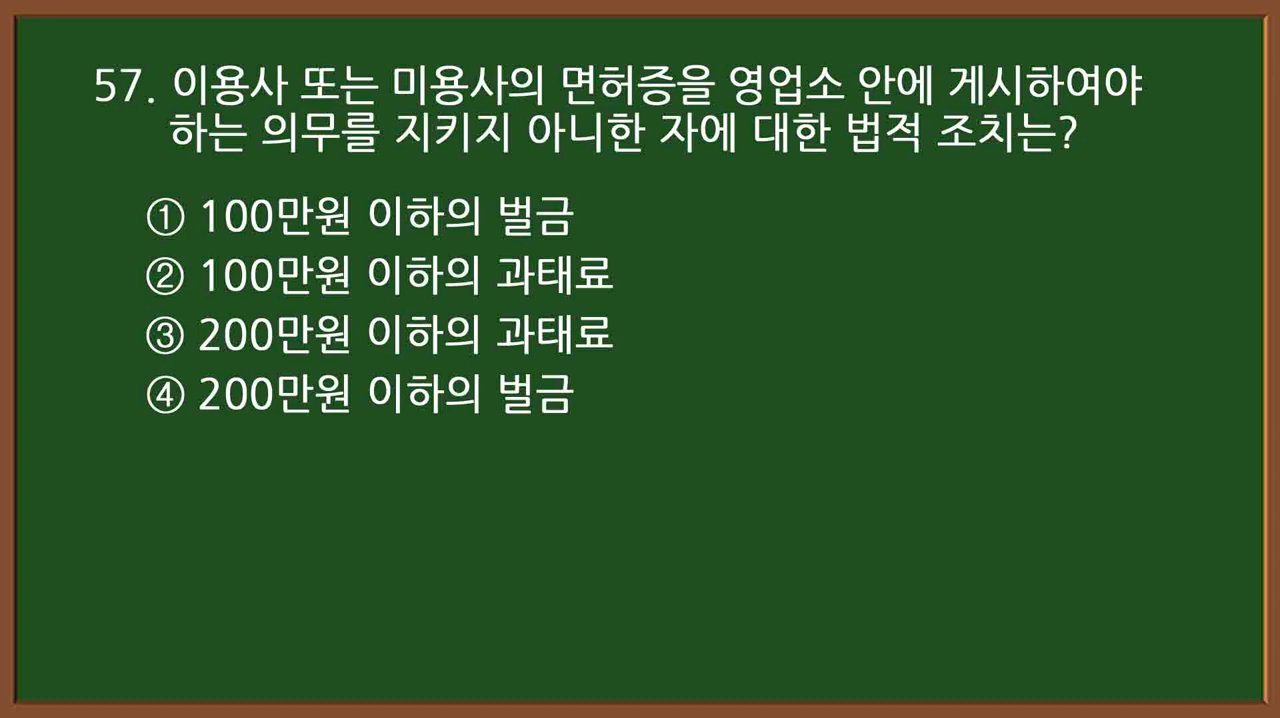 57. 이용사 또는 미용사의 면허증을 영업소 안에 게시하여야
하는 의무를 지키지 아니한 자에 대한 법적 조치는?
① 100만원 이하의 벌금
② 100만원 이하의 과태료
③ 200만원 이하의 과태료
④ 200만원 이하의 벌금